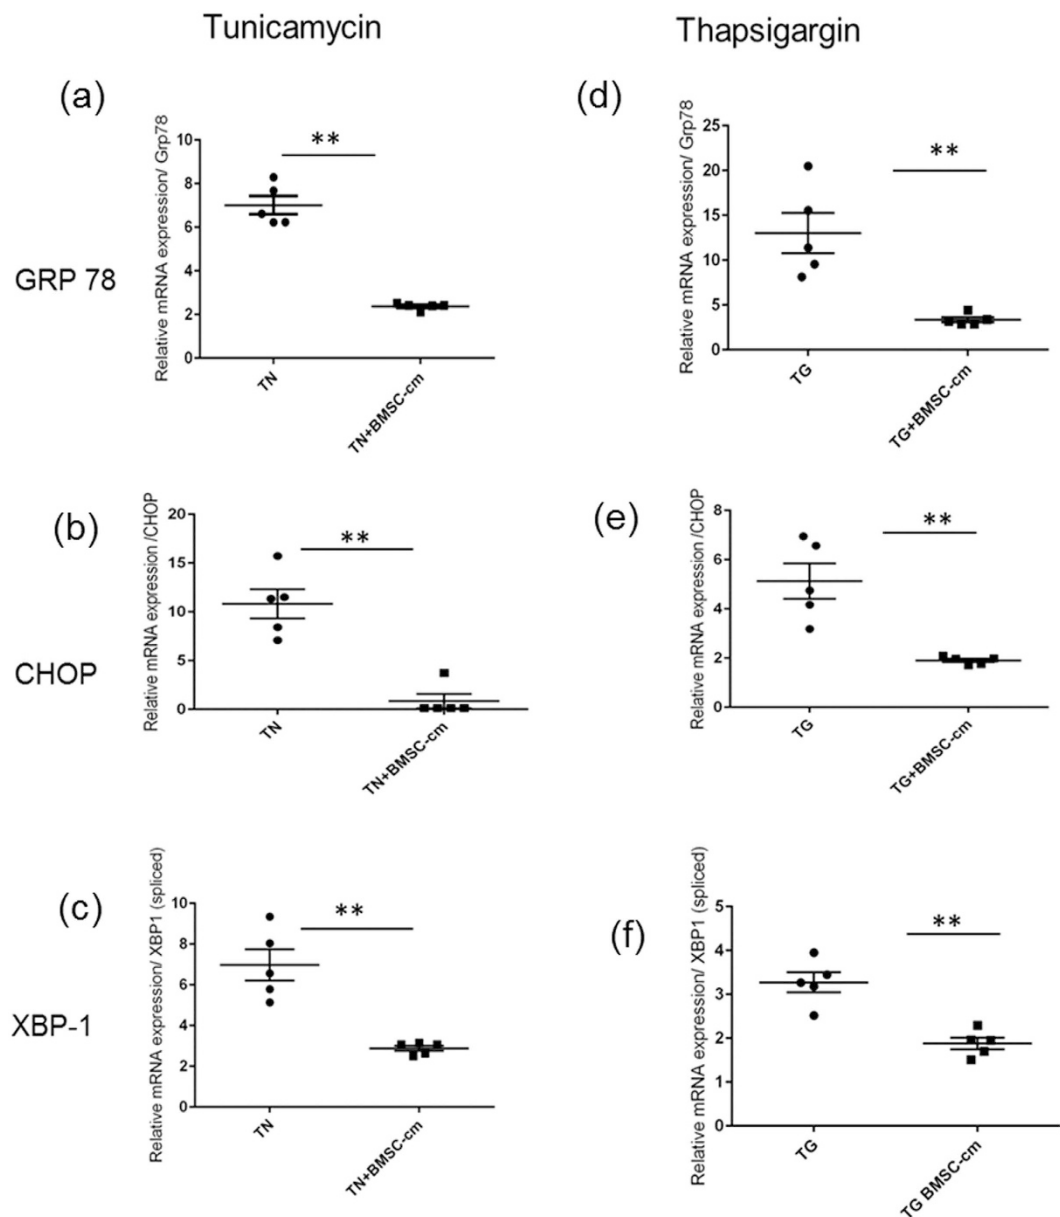 Tunicamycin
Thapsigargin
GRP 78
CHOP
XBP-1
(a)
Relative mRNA expression/ Grp78
10
8
6
4
2
0
**
TN
TN+BMSC-cm
(d)
Relative mRNA expression/ Grp78
25
20
15
10
5
0
**
TG
TG+BMSC-cm
(b)
Relative mRNA expression /CHOP
20
15
10
5
0
**
TN
TN+BMSC-cm
(e)
Relative mRNA expression /CHOP
8
6
4
2
0
**
TG
TG+BMSC-cm
(c)
Relative mRNA expression/ XBP1 (spliced)
10
8
6
4
2
0
**
TN
TN+BMSC-cm
(f)
Relative mRNA expression/ XBP1 (spliced)
5
4
3
2
1
0
**
TG
TG BMSC-cm